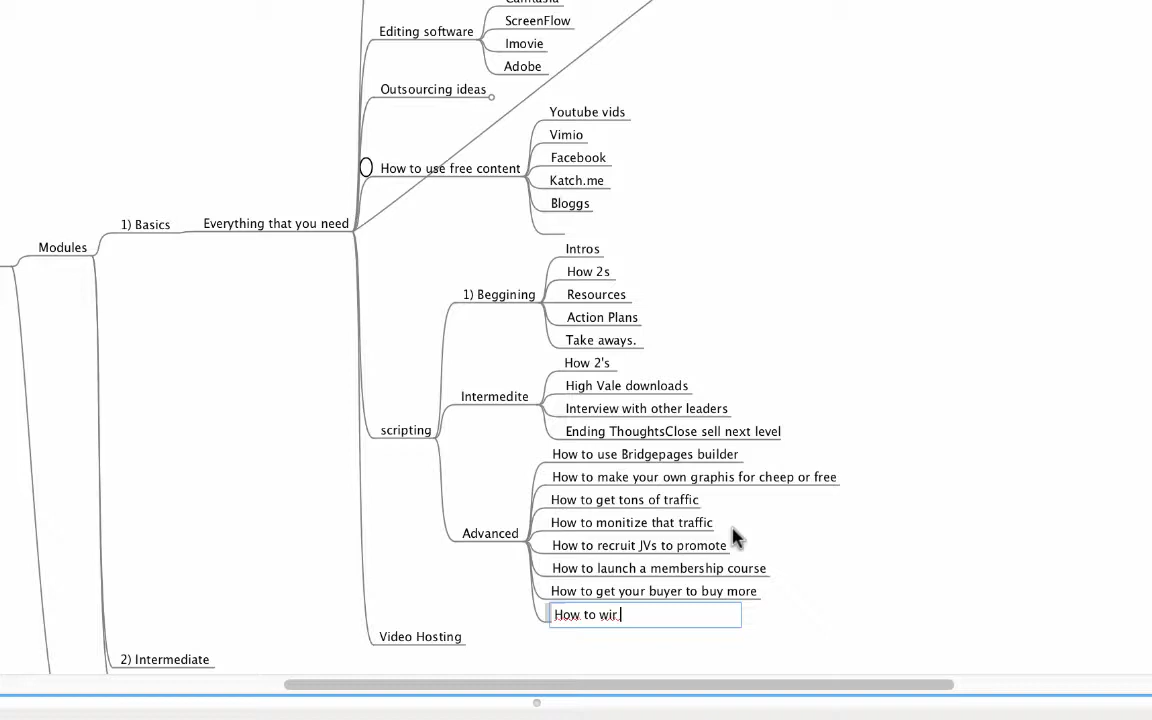 Camtasia
Editing software
ScreenFlow
Imovie
Adobe
Outsourcing ideas
Youtube vids
Vimio
How to use free content
Facebook
Katch.me
Bloggs
1) Basics
Everything that you need
Modules
Intros
How 2s
1) Beggining
Resources
Action Plans
Take aways.
How 2's
High Vale downloads
Intermedite
Interview with other leaders
Ending ThoughtsClose sell next level
scripting
How to use Bridgepages builder
How to make your own graphis for cheep or free
How to get tons of traffic
How to monitize that traffic
Advanced
How to recruit JVs to promote
How to launch a membership course
How to get your buyer to buy more
How to wir
Video Hosting
2) Intermediate